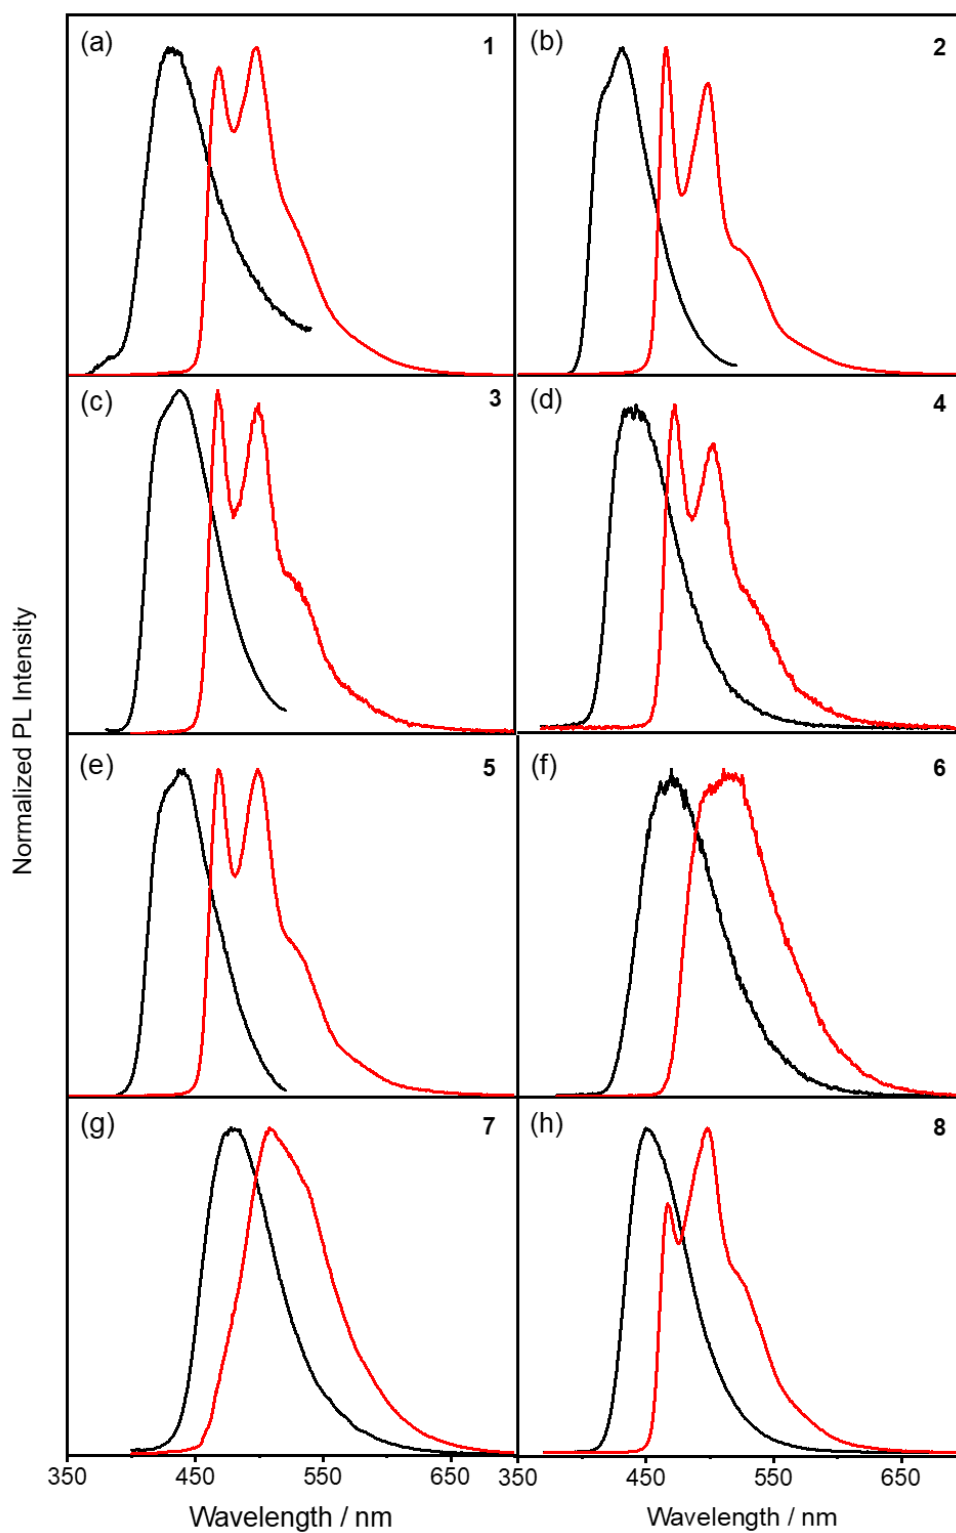 (a) 1
(b) 2
(c) 3
(d) 4
(e) 5
(f) 6
(g) 7
(h) 8
Normalized PL Intensity
350 450 550 650
350 450 550 650
Wavelength / nm
Wavelength / nm